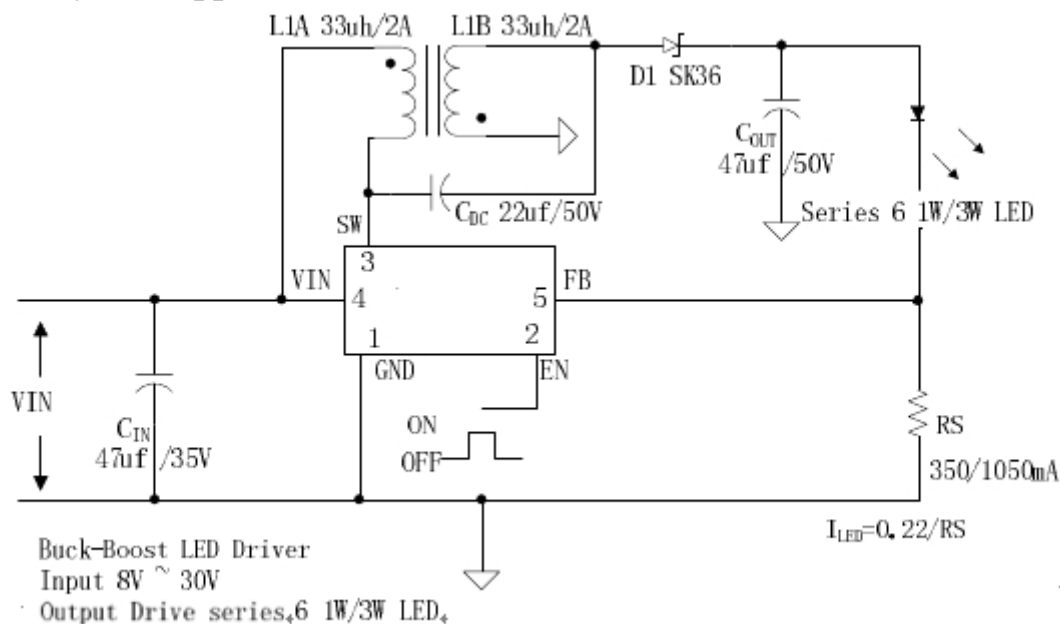 L1A 33uh/2A
L1B 33uh/2A
D1 SK36
COUT
47uf /50V
CDC 22uf/50V
Series 6 1W/3W LED
SW
3
VIN
4
5
FB
1
2
GND
EN
VIN
CIN
47uf /35V
ON
OFF
RS
350/1050mA
ILED=0.22/RS
Buck-Boost LED Driver
Input 8V ~ 30V
Output Drive series 6 1W/3W LED